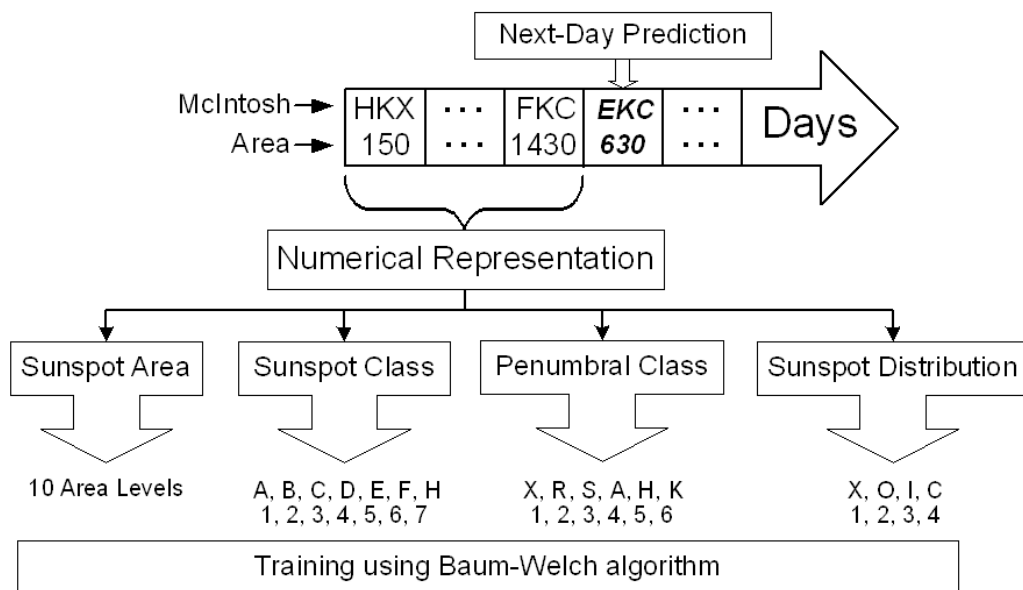 Next-Day Prediction
McIntosh
HKX ... FKC EKC ...
Days
Area
150 ... 1430 630 ...
Numerical Representation
Sunspot Area Sunspot Class Penumbral Class Sunspot Distribution
10 Area Levels
A, B, C, D, E, F, H
1, 2, 3, 4, 5, 6, 7
X, R, S, A, H, K
1, 2, 3, 4, 5, 6
X, O, I, C
1, 2, 3, 4
Training using Baum-Welch algorithm